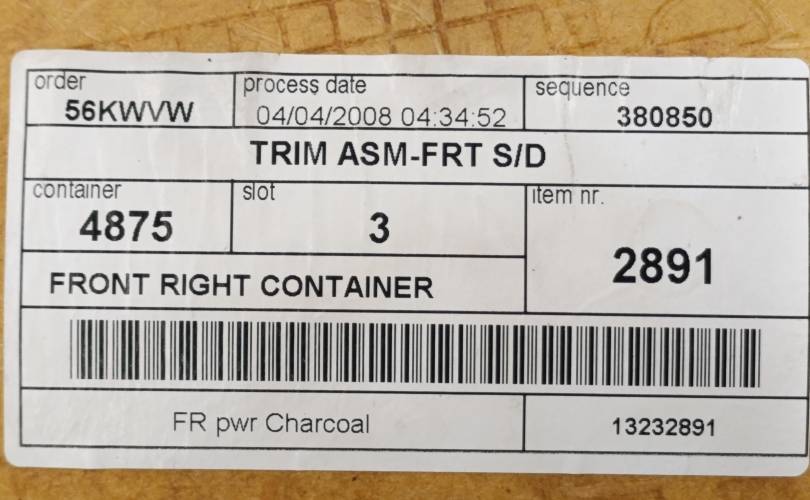 order process date sequence
56KWVW 04/04/2008 04:34:52 380850
TRIM ASM-FRT S/D
container slot item nr.
4875 3 2891
FRONT RIGHT CONTAINER
FR pwr Charcoal 13232891